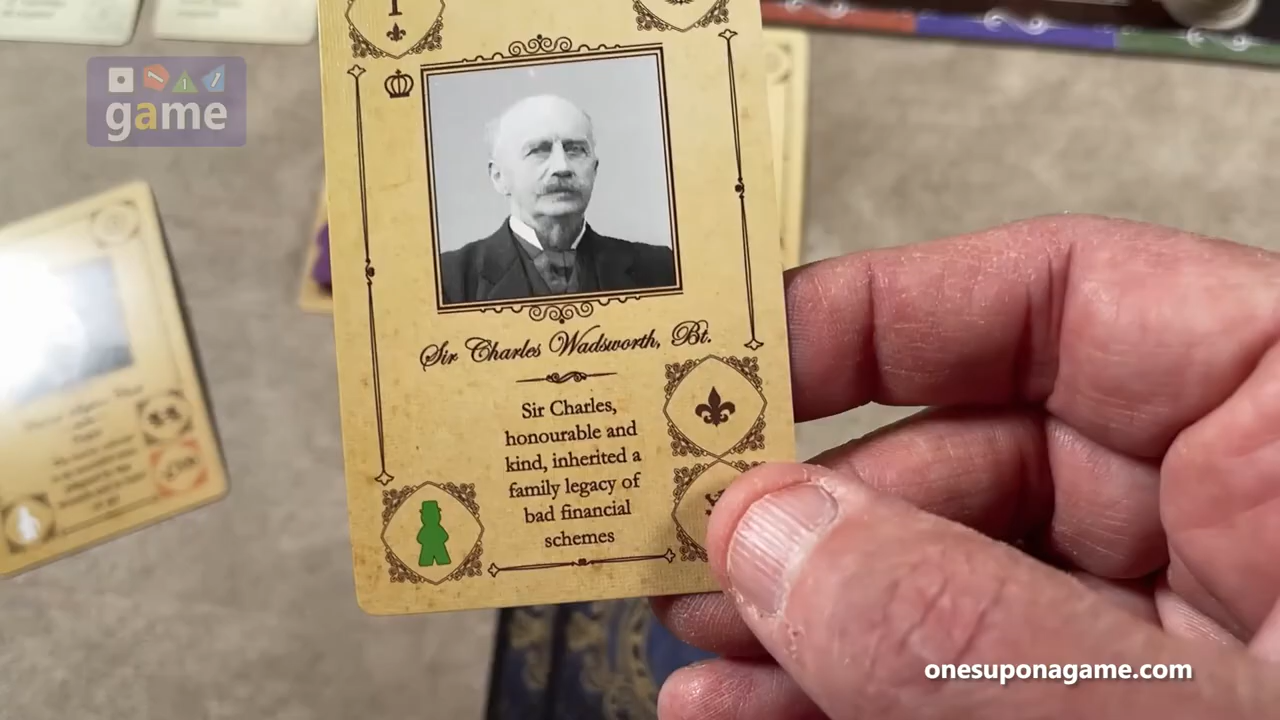 1
game
Sir Charles Wadsworth, Bt.
Sir Charles,
honourable and
kind, inherited a
family legacy of
bad financial
schemes
onesuponagame.com